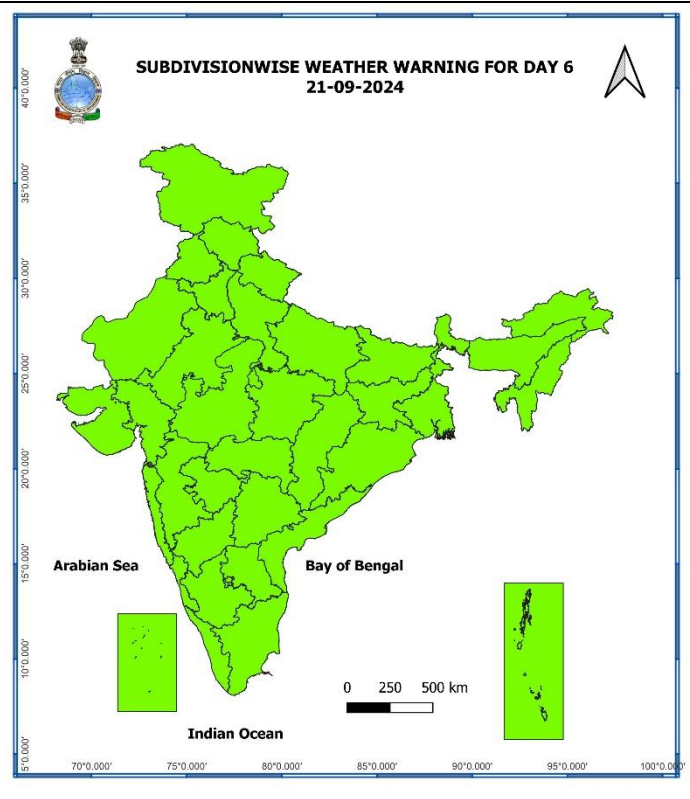 SUBDIVISIONWISE WEATHER WARNING FOR DAY 6
21-09-2024
40°0.000'
35°0.000'
30°0.000'
25°0.000'
20°0.000'
15°0.000'
10°0.000'
5°0.000'
Arabian Sea
Bay of Bengal
0 250 500 km
Indian Ocean
70°0.000' 75°0.000' 80°0.000' 85°0.000' 90°0.000' 95°0.000' 100°0.000'